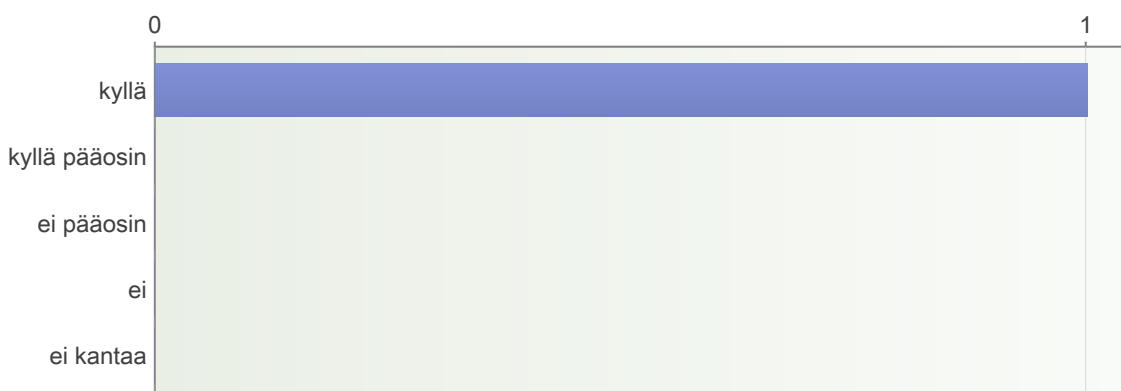 0 1
kyllä
kyllä pääosin
ei pääosin
ei
ei kantaa